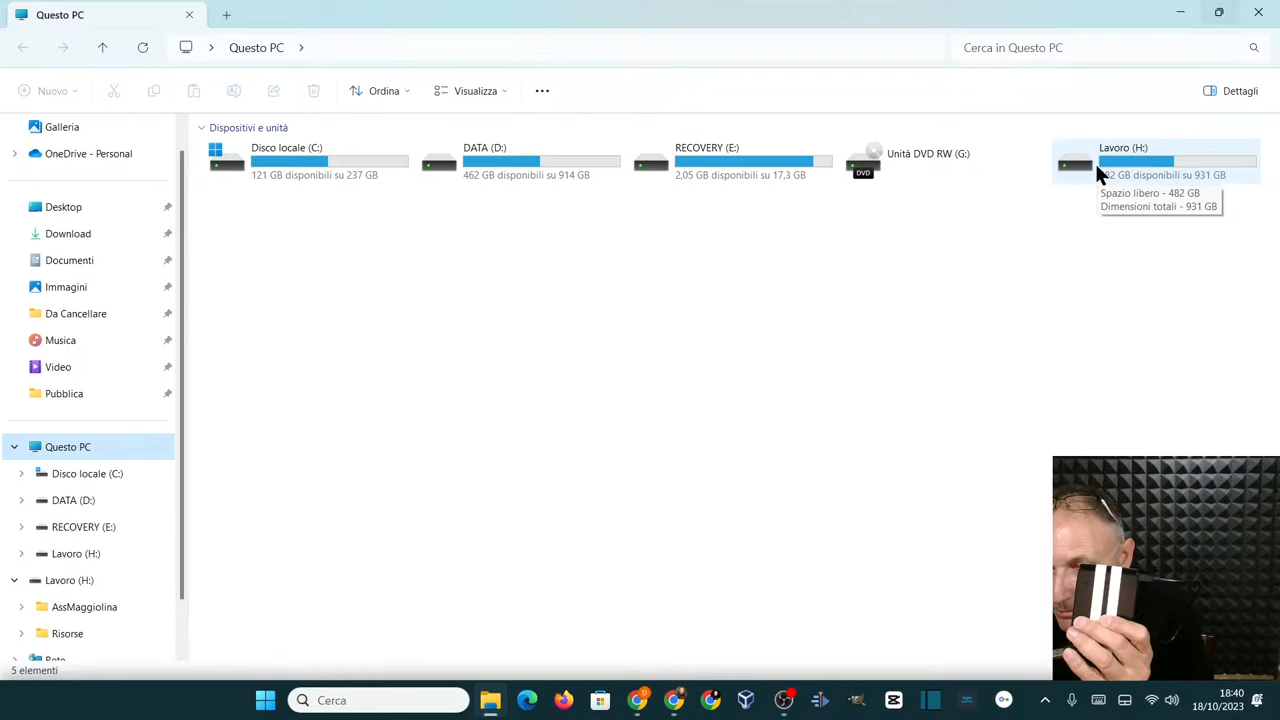 Questo PC
Questo PC
Cerca in Questo PC
Nuovo
Ordina
Visualizza
Dettagli
Galleria
OneDrive - Personal
Desktop
Download
Documenti
Immagini
Da Cancellare
Musica
Video
Pubblica
Questo PC
Disco locale (C:)
DATA (D:)
RECOVERY (E:)
Lavoro (H:)
Lavoro (H:)
AssMaggiolina
Risorse
Dispositivi e unità
Disco locale (C:)
121 GB disponibili su 237 GB
DATA (D:)
462 GB disponibili su 914 GB
RECOVERY (E:)
2,05 GB disponibili su 17,3 GB
Unità DVD RW (G:)
DVD
Lavoro (H:)
GB disponibili su 931 GB
Spazio libero - 482 GB
Dimensioni totali - 931 GB
5 elementi
Cerca
18:40
18/10/2023